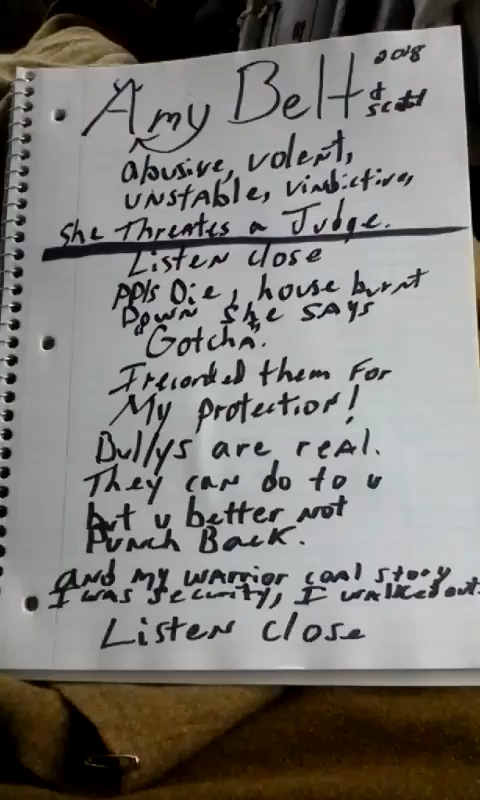 2018
Amy Belt &
Scott
abusive, volent,
unstable, vindictive,
She Threates a Judge.
Listen close
ppls Die, house burnt
Down she says
"Gotcha".
I recorded them for
My protection!
Bullys are real.
They can do to u
but u better not
Punch Back.
and my warrior coal story
I was security, I walked out.
Listen close